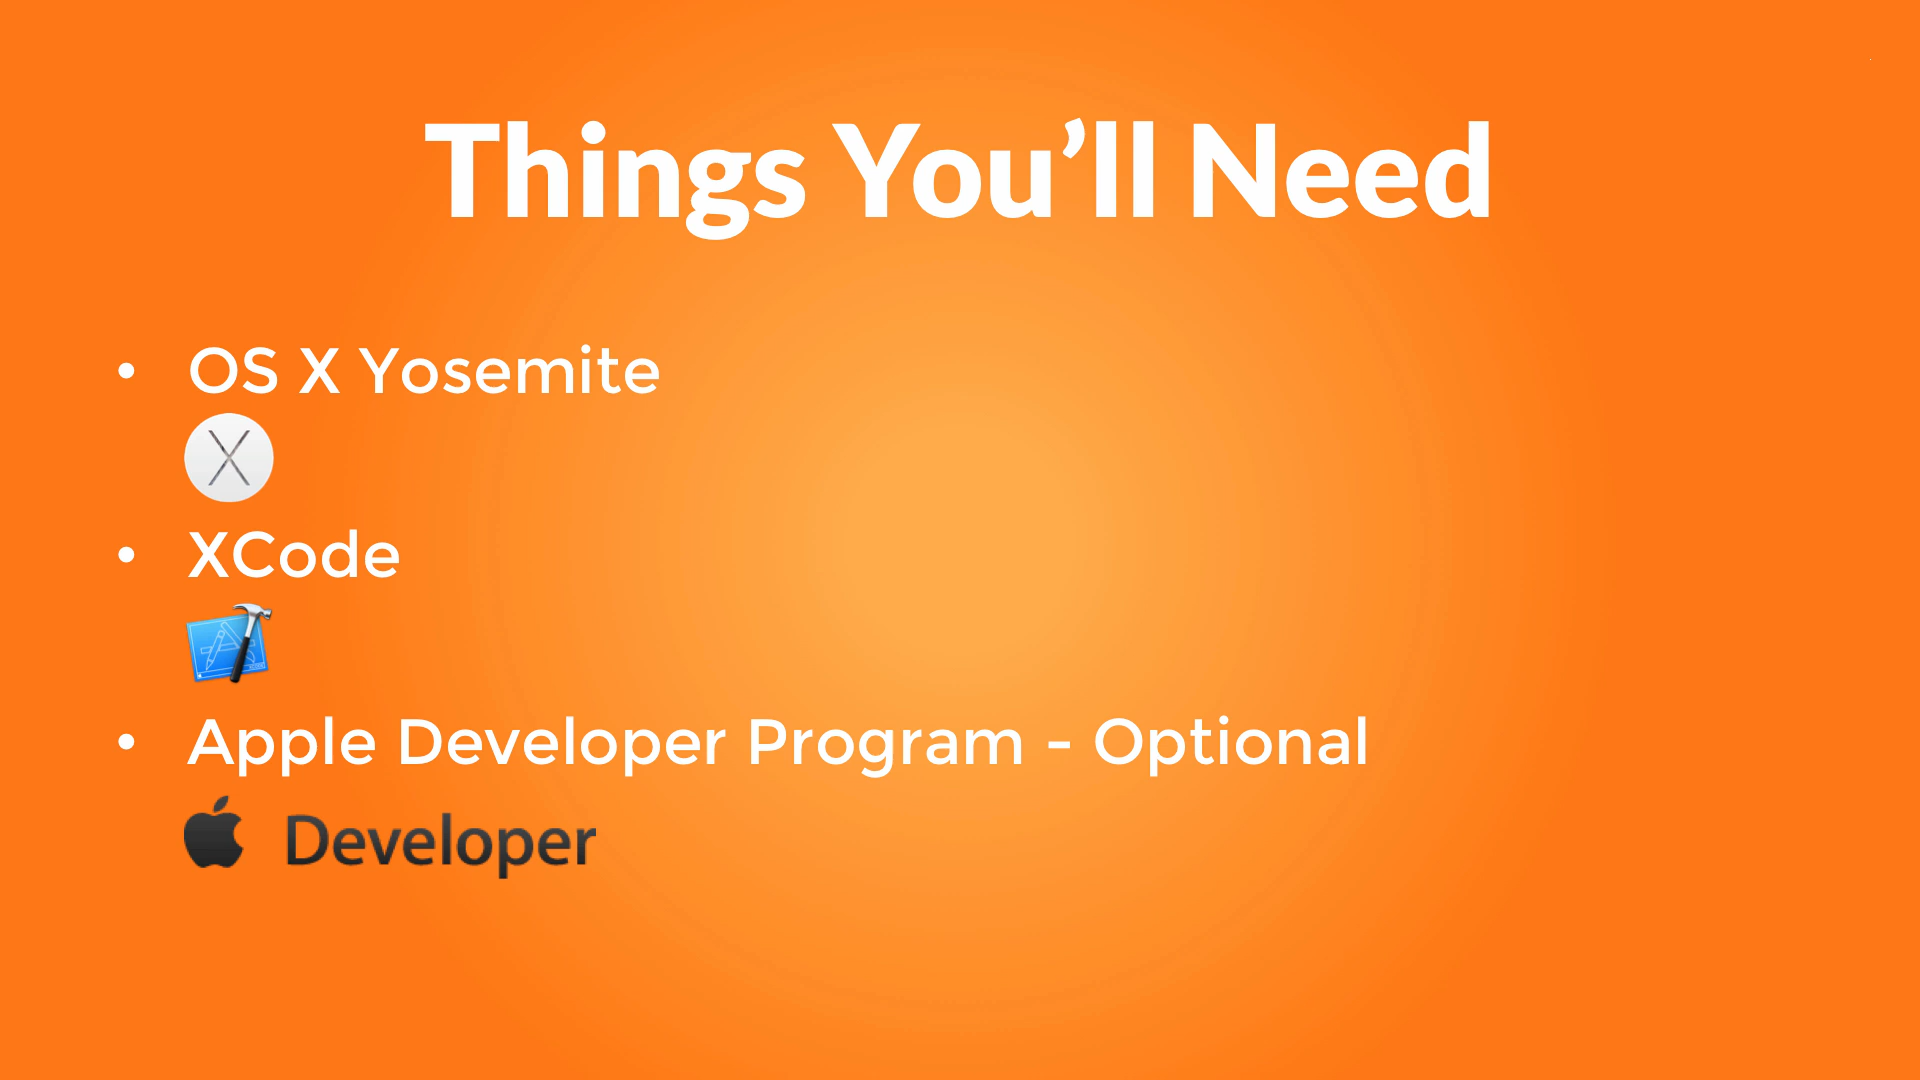 Things You’ll Need
• OS X Yosemite
X
• XCode
• Apple Developer Program - Optional
Developer